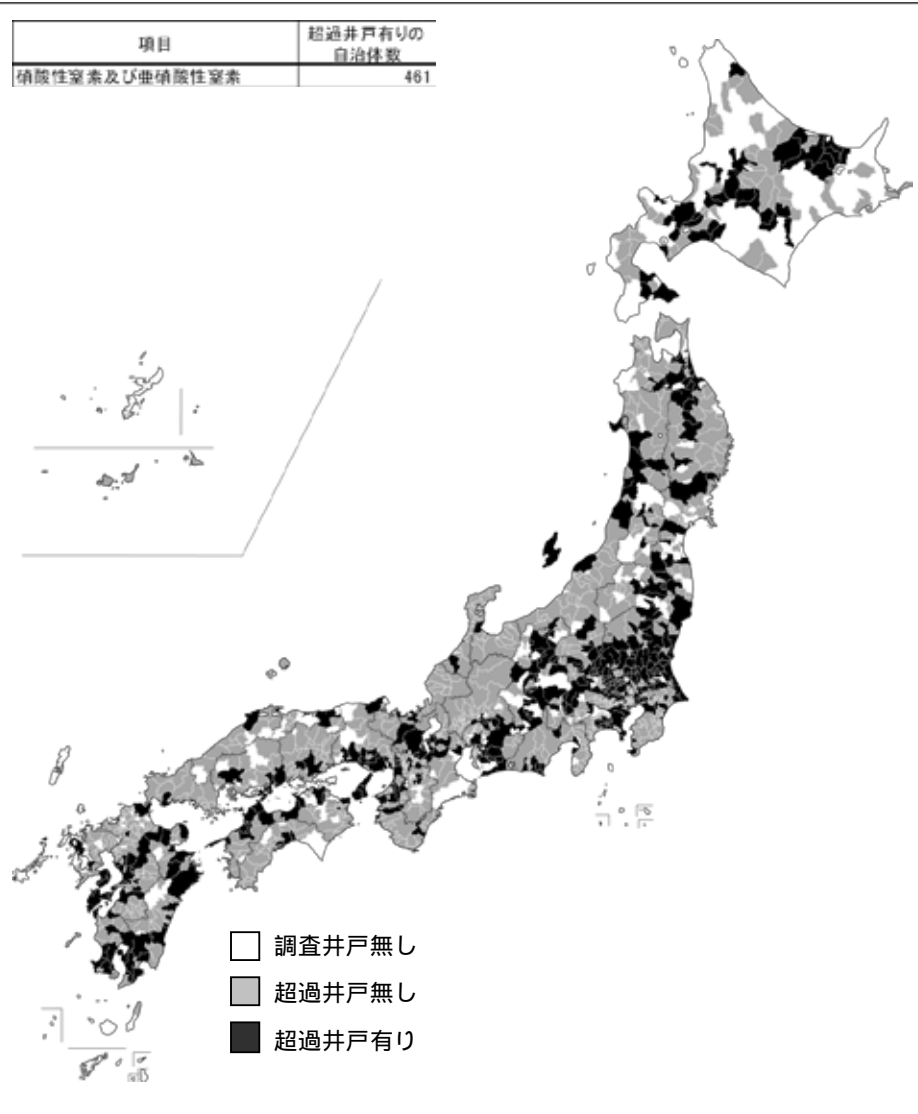 項目
超過井戸有りの
自治体数
硝酸性窒素及び亜硝酸性窒素
461
調査井戸無し
超過井戸無し
超過井戸有り